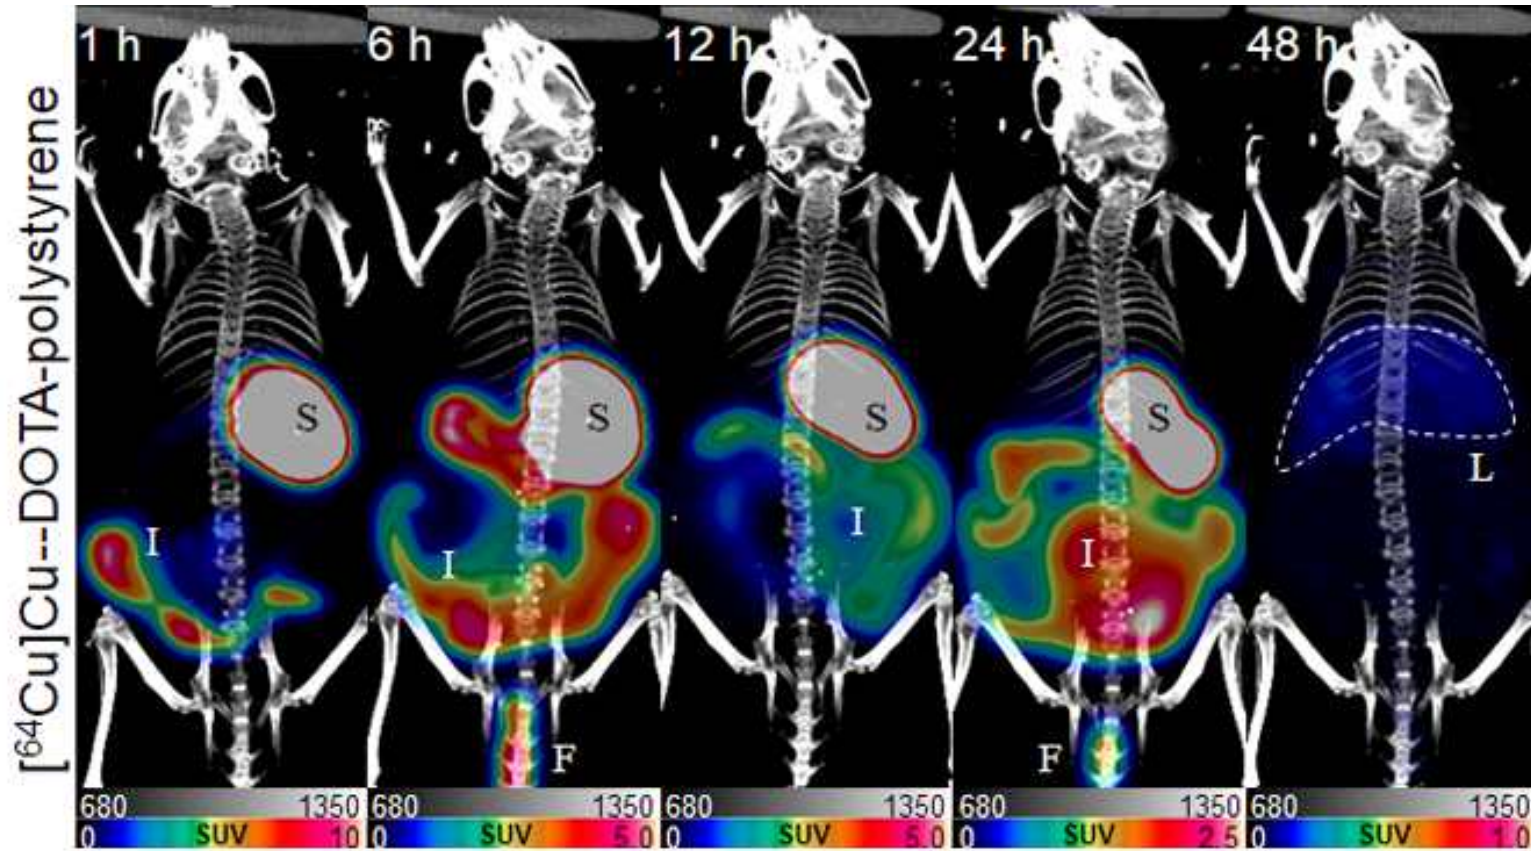 [⁶⁴Cu]Cu--DOTA-polystyrene
1 h 6 h 12 h 24 h 48 h
S S S S
I I I I L
F F
680 1350 680 1350 680 1350 680 1350 680 1350
0 SUV 10 0 SUV 5.0 0 SUV 5.0 0 SUV 2.5 0 SUV 1.0